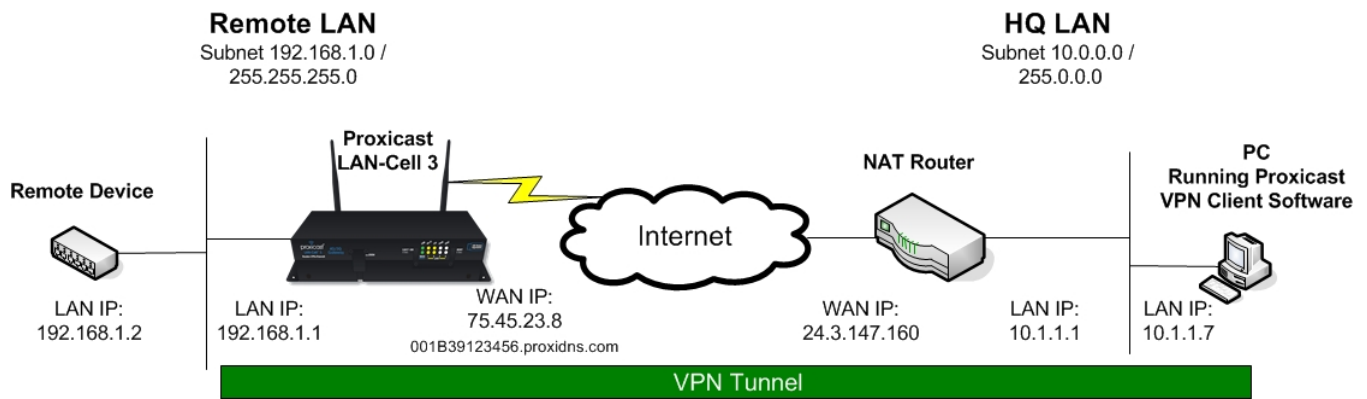 Remote LAN
Subnet 192.168.1.0 /
255.255.255.0
HQ LAN
Subnet 10.0.0.0 /
255.0.0.0
Remote Device
Proxicast
LAN-Cell 3
NAT Router
PC
Running Proxicast
VPN Client Software
proxicast
Internet
LAN IP:
192.168.1.2
LAN IP:
192.168.1.1
WAN IP:
75.45.23.8
001B39123456.proxidns.com
WAN IP:
24.3.147.160
LAN IP:
10.1.1.1
LAN IP:
10.1.1.7
VPN Tunnel